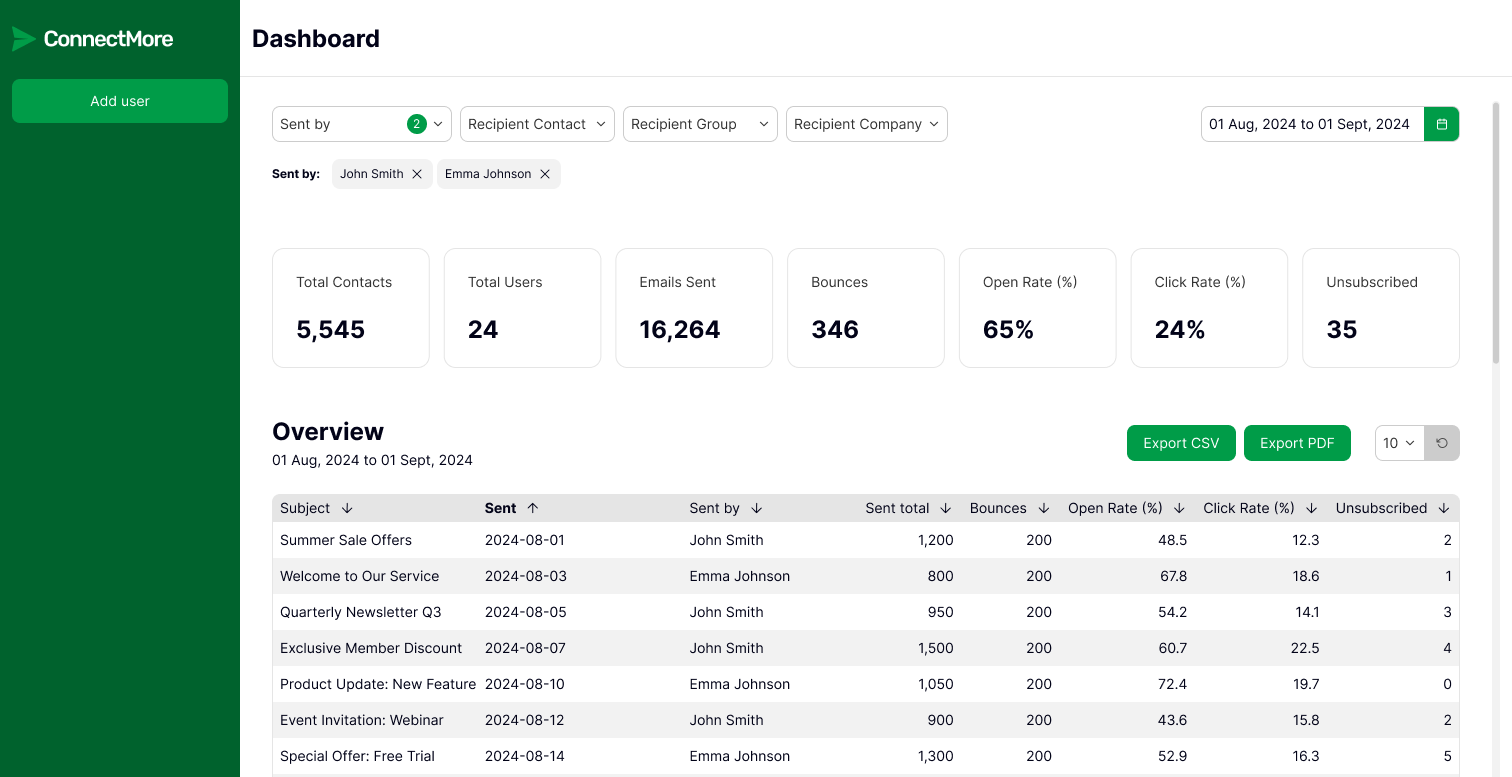 ConnectMore
Dashboard
Add user
Sent by 2 Recipient Contact Recipient Group Recipient Company 01 Aug, 2024 to 01 Sept, 2024
Sent by: John Smith Emma Johnson
Total Contacts Total Users Emails Sent Bounces Open Rate (%) Click Rate (%) Unsubscribed
5,545 24 16,264 346 65% 24% 35
Overview
01 Aug, 2024 to 01 Sept, 2024
Export CSV Export PDF 10
Subject Sent Sent by Sent total Bounces Open Rate (%) Click Rate (%) Unsubscribed
Summer Sale Offers 2024-08-01 John Smith 1,200 200 48.5 12.3 2
Welcome to Our Service 2024-08-03 Emma Johnson 800 200 67.8 18.6 1
Quarterly Newsletter Q3 2024-08-05 John Smith 950 200 54.2 14.1 3
Exclusive Member Discount 2024-08-07 John Smith 1,500 200 60.7 22.5 4
Product Update: New Feature 2024-08-10 Emma Johnson 1,050 200 72.4 19.7 0
Event Invitation: Webinar 2024-08-12 John Smith 900 200 43.6 15.8 2
Special Offer: Free Trial 2024-08-14 Emma Johnson 1,300 200 52.9 16.3 5